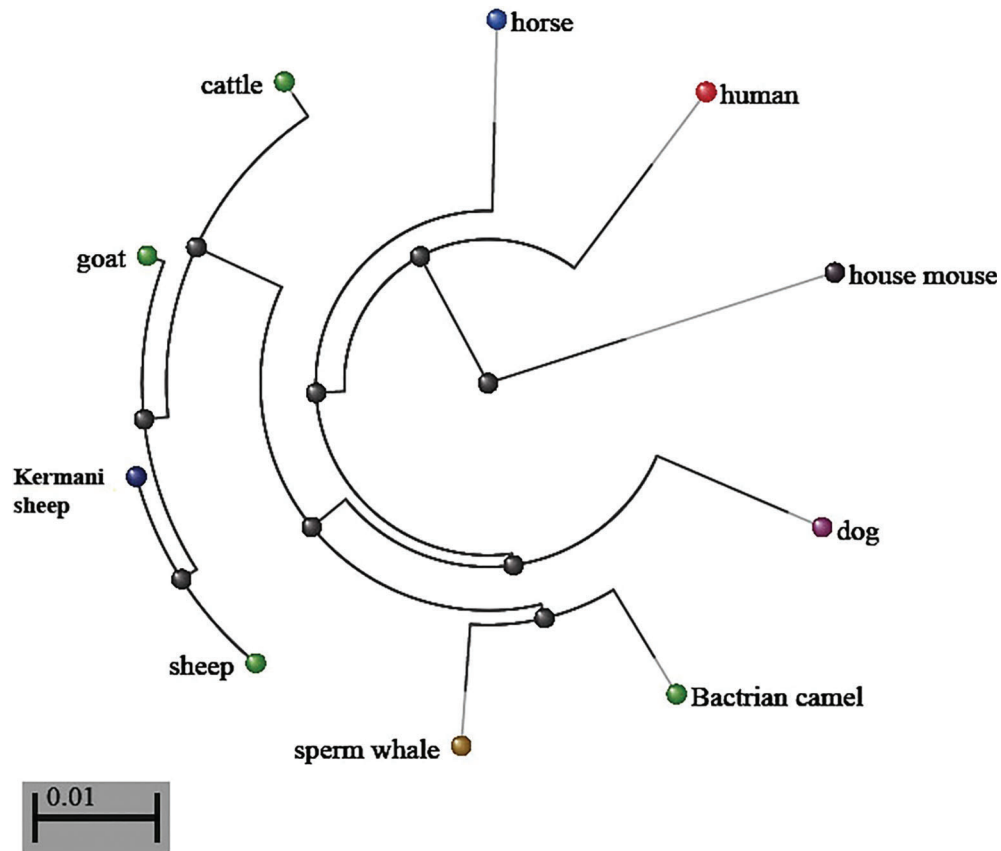 horse
cattle
human
goat
house mouse
Kermani
sheep
dog
sheep
Bactrian camel
sperm whale
0.01